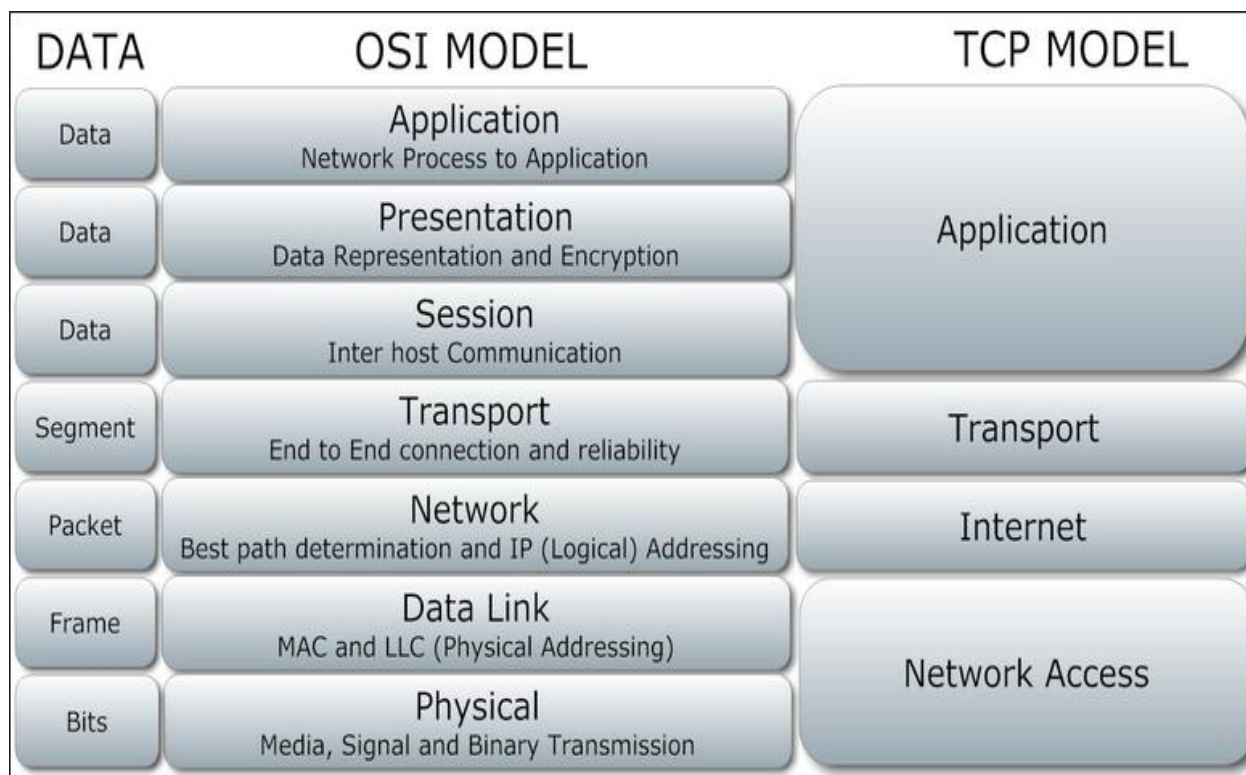 DATA OSI MODEL TCP MODEL
Data
Application
Network Process to Application
Data
Presentation
Data Representation and Encryption
Application
Data
Session
Inter host Communication
Segment
Transport
End to End connection and reliability
Transport
Packet
Network
Best path determination and IP (Logical) Addressing
Internet
Frame
Data Link
MAC and LLC (Physical Addressing)
Network Access
Bits
Physical
Media, Signal and Binary Transmission